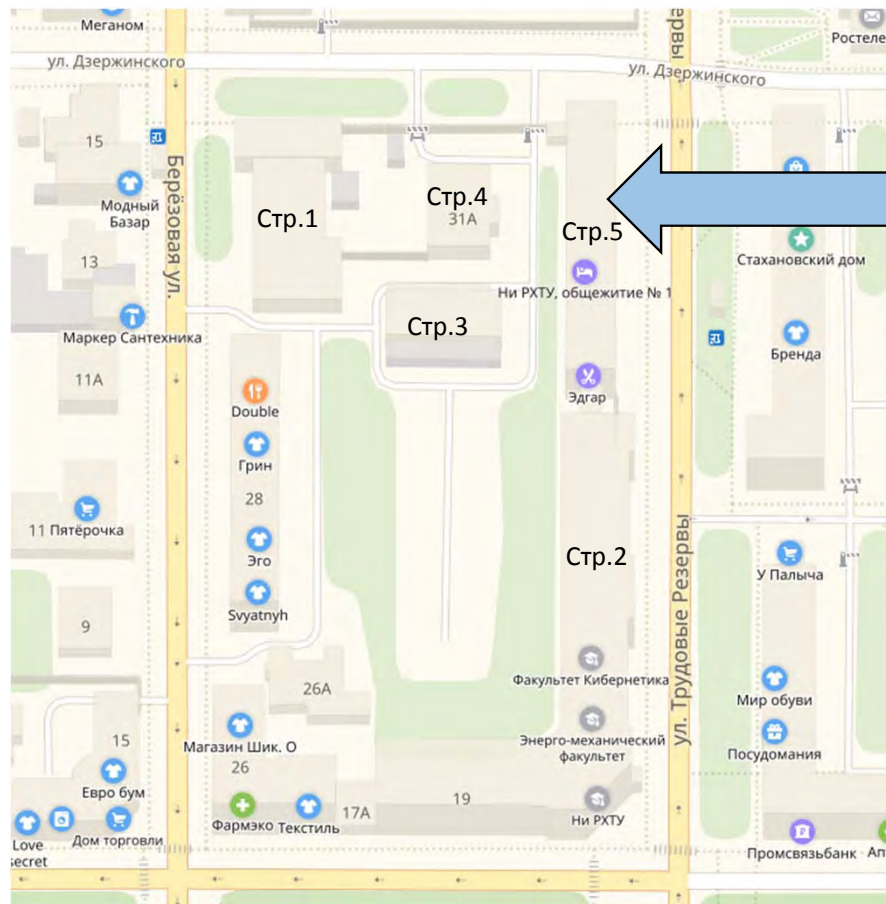 Меганом
ервы
Ростеле
ул. Дзержинского
ул. Дзержинского
15
Модный
Базар
Берёзовая ул.
Стр.1
Стр.4
31А
Стр.5
Стахановский дом
13
Ни РХТУ, общежитие № 1
Маркер Сантехника
Стр.3
Бренда
11А
Double
Эдгар
Грин
28
11 Пятёрочка
Эго
Стр.2
У Палыча
Svyatnyh
9
ул. Трудовые Резервы
Факультет Кибернетика
26А
Мир обуви
15
Магазин Шик. О
Энерго-механический
факультет
Посудомания
26
Евро бум
19
Фармэко
Текстиль
17А
Ни РХТУ
Love
secret
Дом торговли
Промсвязьбанк
Ап